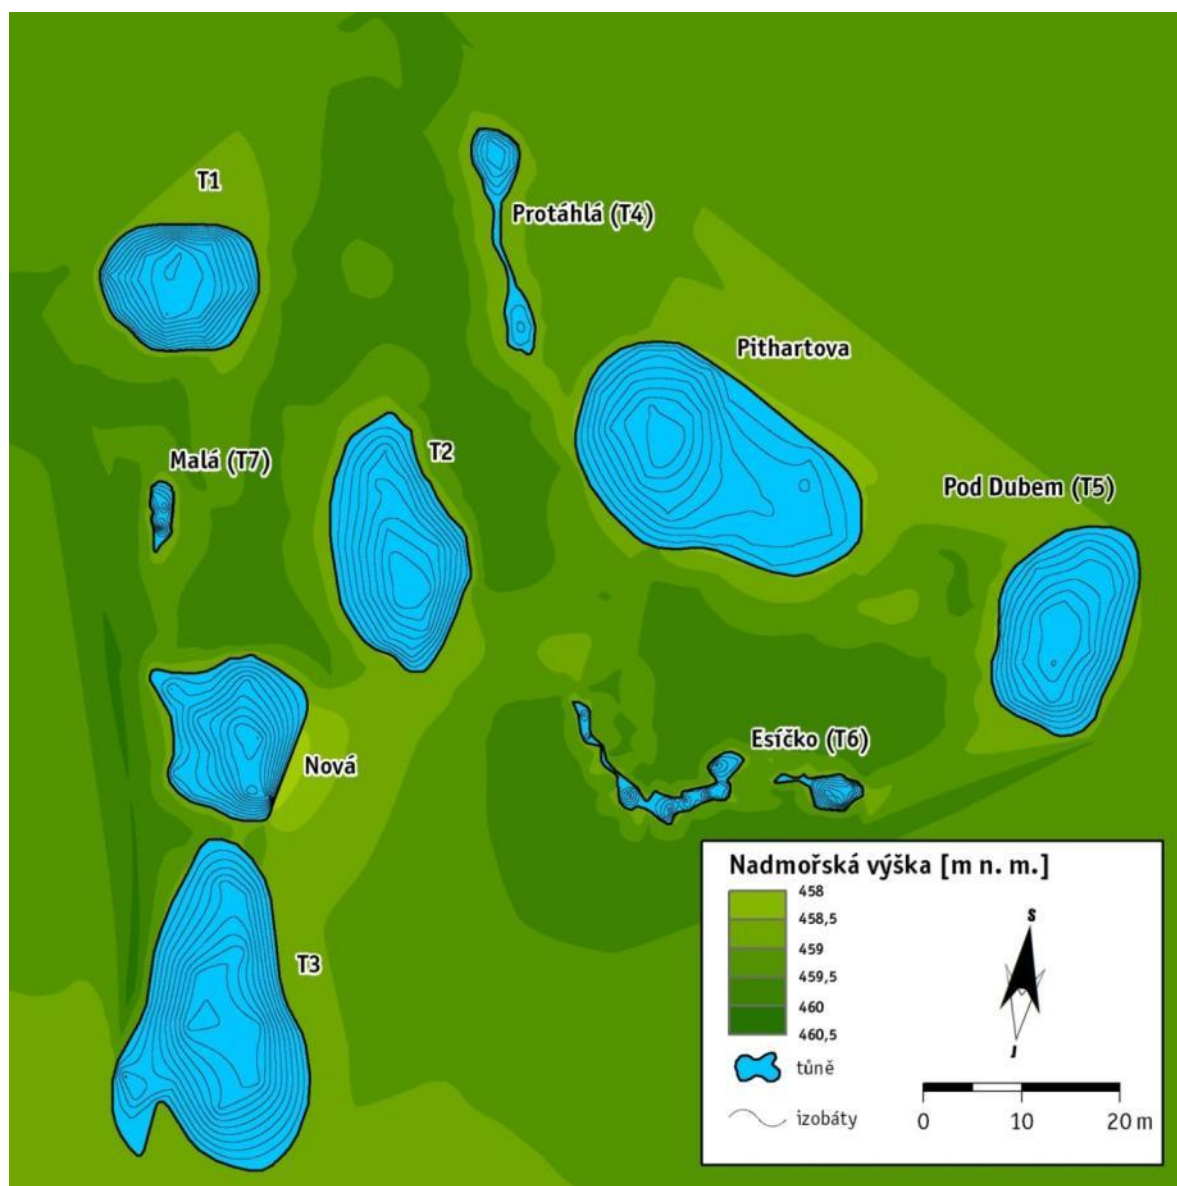 T1
Protáhlá (T4)
Pithartova
T2
Malá (T7)
Pod Dubem (T5)
Esíčko (T6)
Nová
T3
Nadmořská výška [m n. m.]
458
458,5
459
459,5
460
460,5
tůně
izobáty
S
J
0 10 20 m